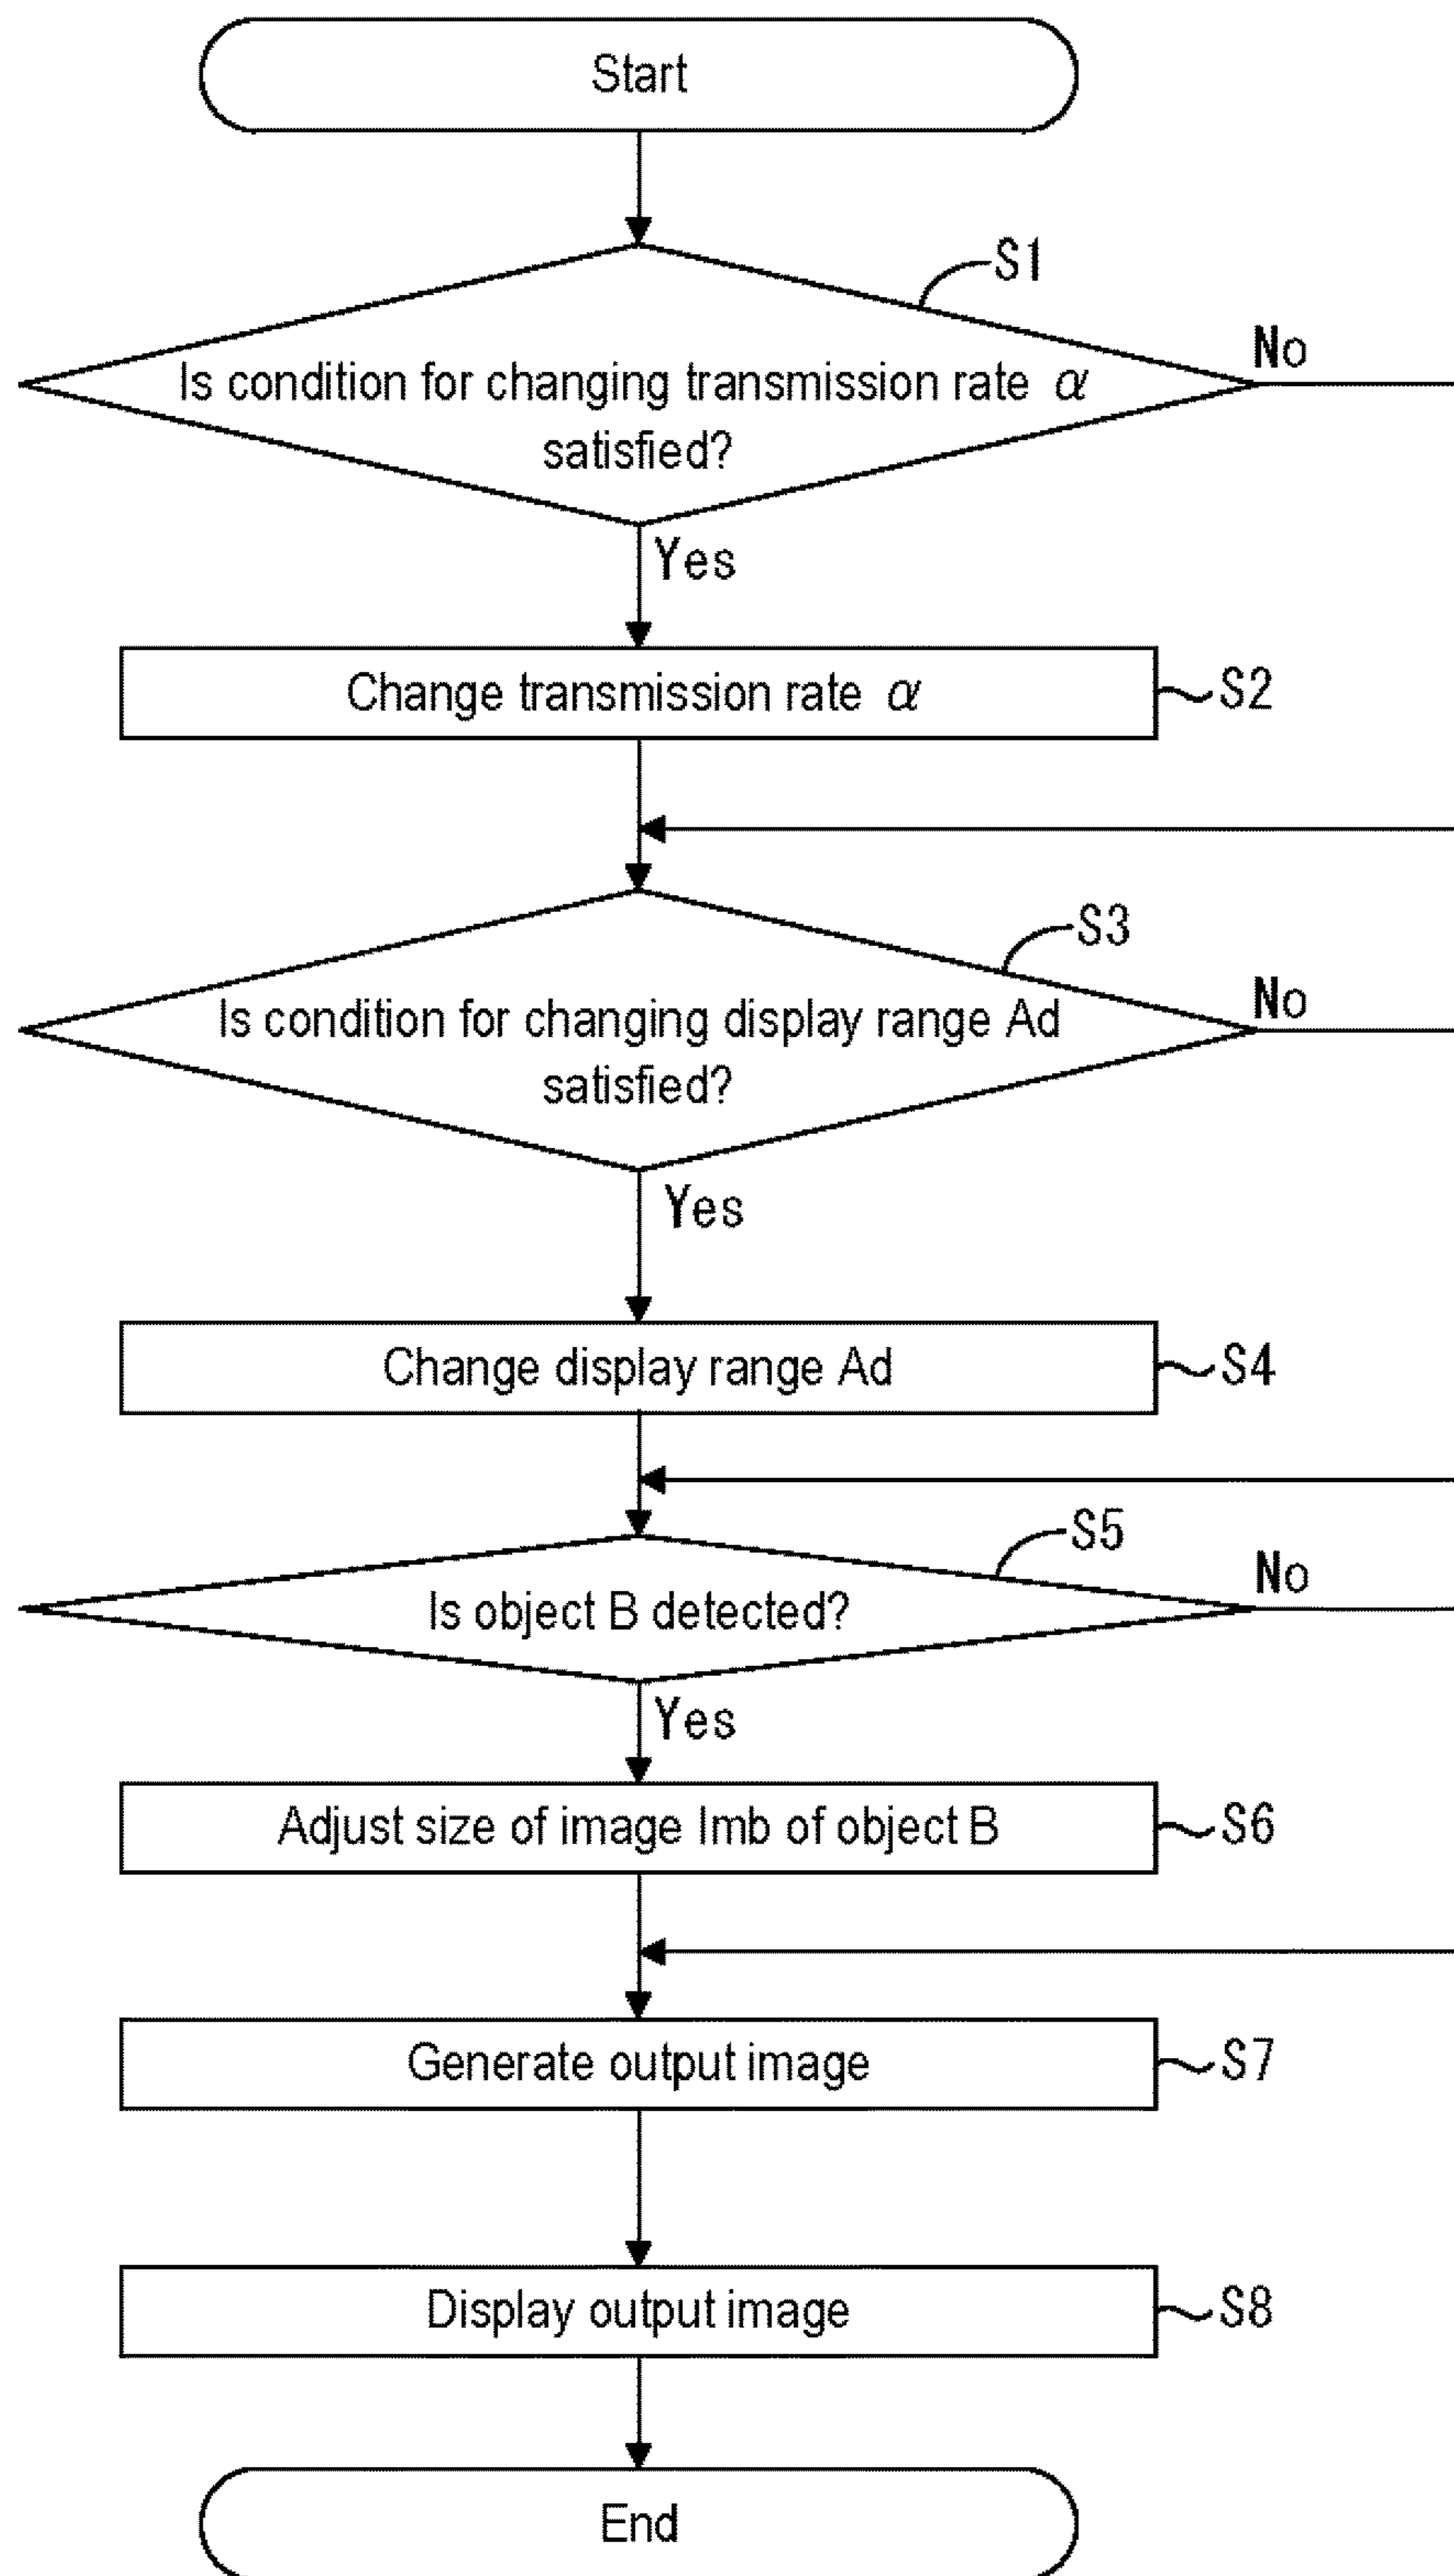 Start
S1
No
Is condition for changing transmission rate α
satisfied?
Yes
Change transmission rate α
S2
S3
No
Is condition for changing display range Ad
satisfied?
Yes
Change display range Ad
S4
S5
No
Is object B detected?
Yes
Adjust size of image Imb of object B
S6
Generate output image
S7
Display output image
S8
End